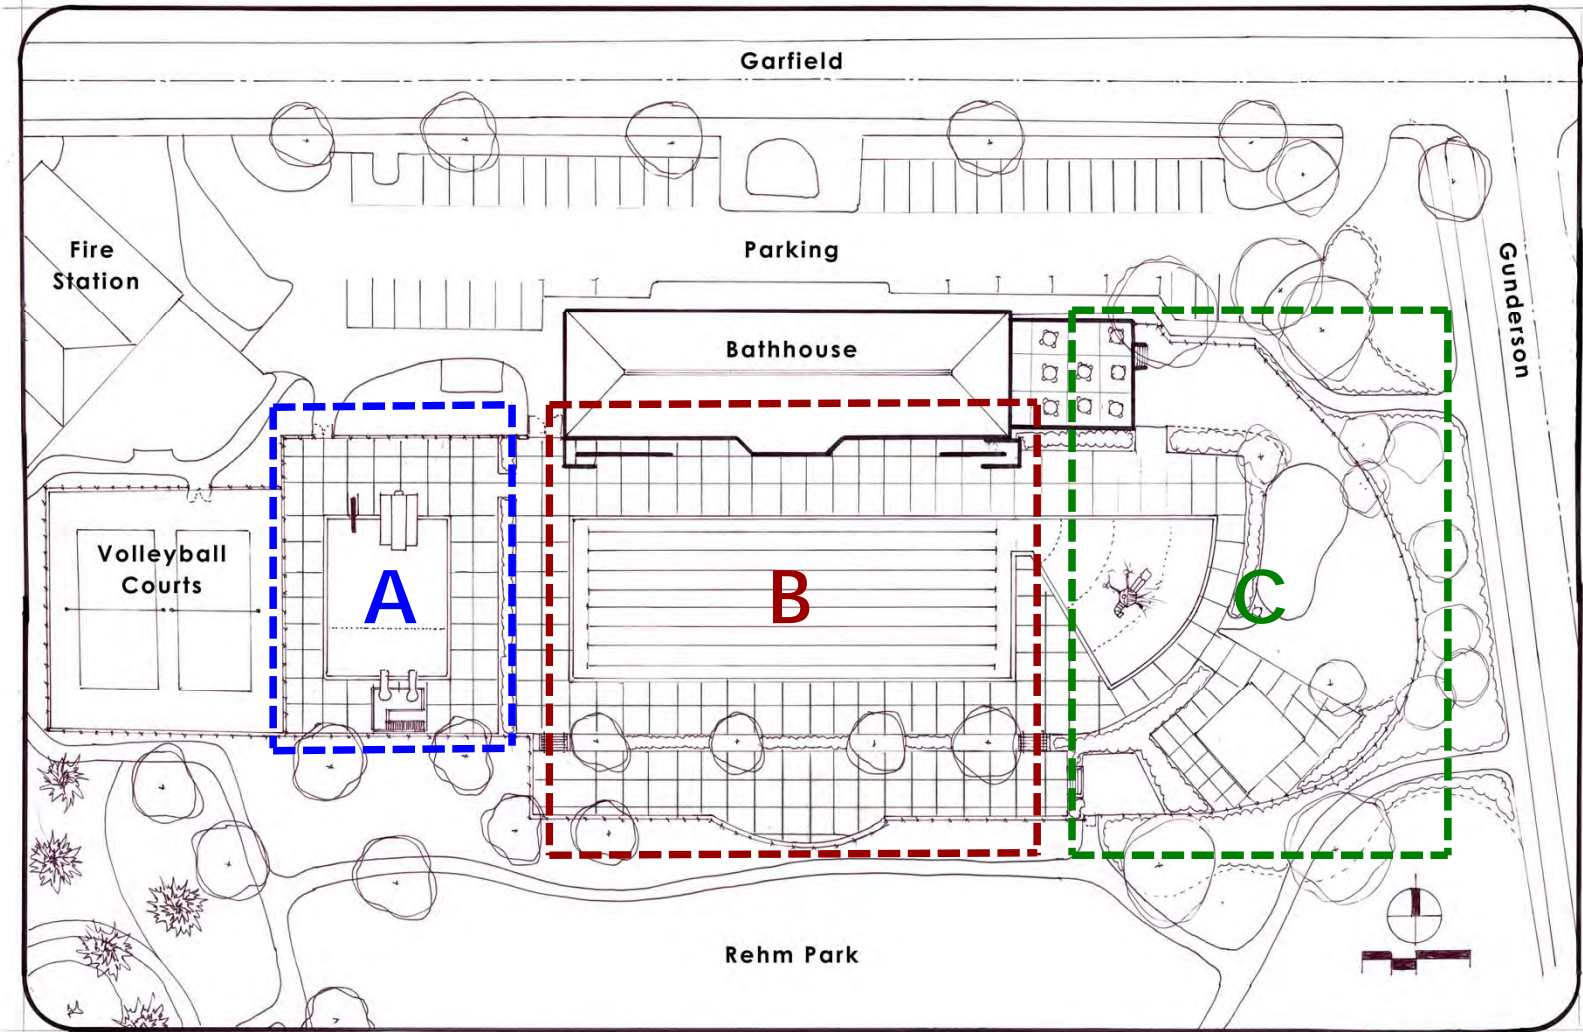 Garfield
Fire
Station
Parking
Gunderson
Bathhouse
Volleyball
Courts
A
B
C
Rehm Park